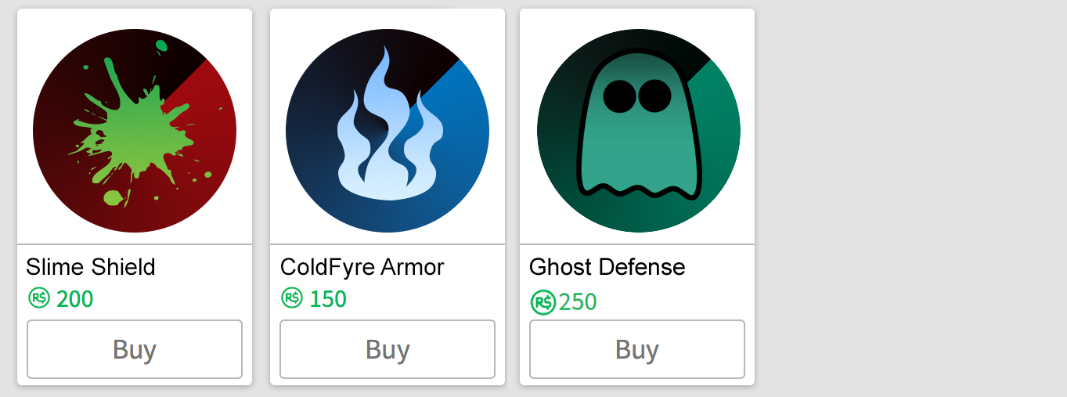 Slime Shield
R$ 200
Buy
ColdFyre Armor
R$ 150
Buy
Ghost Defense
R$ 250
Buy